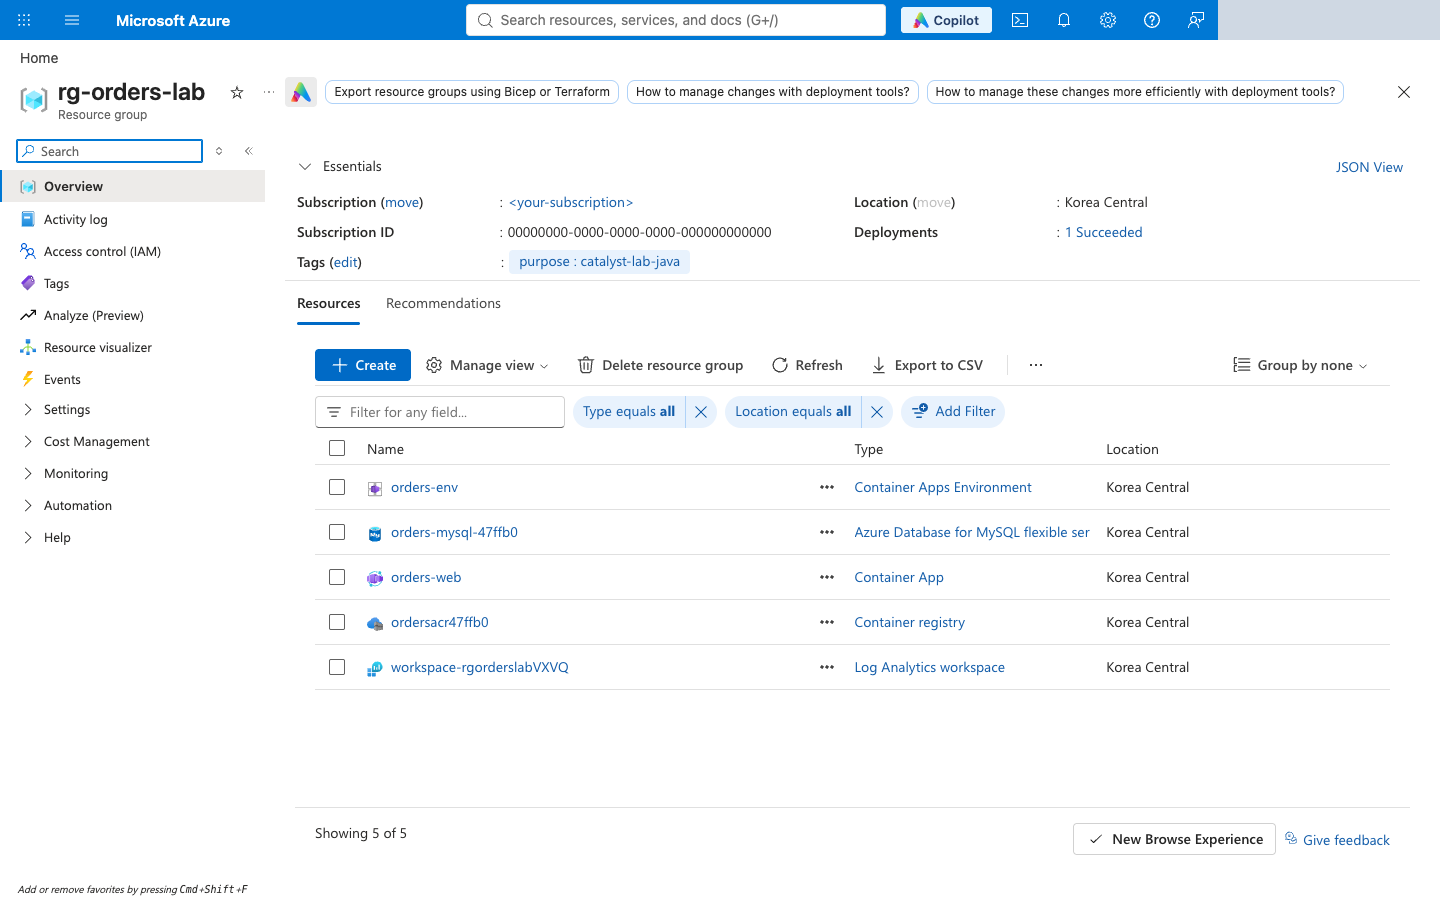 Microsoft Azure
Search resources, services, and docs (G+/)
Copilot
Home
rg-orders-lab
Resource group
Export resource groups using Bicep or Terraform
How to manage changes with deployment tools?
How to manage these changes more efficiently with deployment tools?
Search
Overview
Activity log
Access control (IAM)
Tags
Analyze (Preview)
Resource visualizer
Events
Settings
Cost Management
Monitoring
Automation
Help
Essentials
JSON View
Subscription (move) : <your-subscription>
Location (move) : Korea Central
Subscription ID : 00000000-0000-0000-0000-000000000000
Deployments : 1 Succeeded
Tags (edit) : purpose : catalyst-lab-java
Resources Recommendations
Create Manage view Delete resource group Refresh Export to CSV Group by none
Filter for any field... Type equals all Location equals all Add Filter
Name Type Location
orders-env Container Apps Environment Korea Central
orders-mysql-47ffb0 Azure Database for MySQL flexible ser Korea Central
orders-web Container App Korea Central
ordersacr47ffb0 Container registry Korea Central
workspace-rgorderslabVXVQ Log Analytics workspace Korea Central
Showing 5 of 5
New Browse Experience Give feedback
Add or remove favorites by pressing Cmd+Shift+F